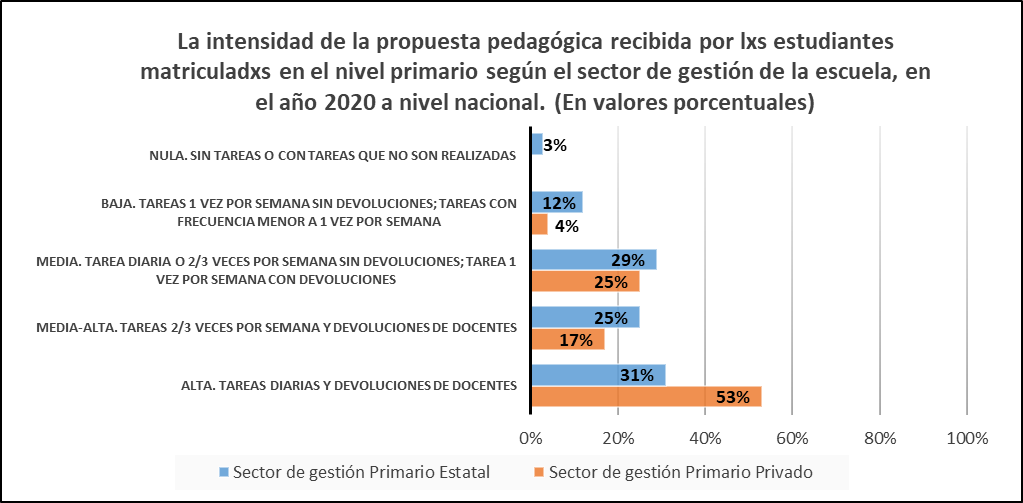 La intensidad de la propuesta pedagógica recibida por lxs estudiantes
matriculadxs en el nivel primario según el sector de gestión de la escuela, en
el año 2020 a nivel nacional. (En valores porcentuales)
NULA. SIN TAREAS O CON TAREAS QUE NO SON REALIZADAS
3%
BAJA. TAREAS 1 VEZ POR SEMANA SIN DEVOLUCIONES; TAREAS CON
FRECUENCIA MENOR A 1 VEZ POR SEMANA
12%
4%
MEDIA. TAREA DIARIA O 2/3 VECES POR SEMANA SIN DEVOLUCIONES; TAREA 1
VEZ POR SEMANA CON DEVOLUCIONES
29%
25%
MEDIA-ALTA. TAREAS 2/3 VECES POR SEMANA Y DEVOLUCIONES DE DOCENTES
25%
17%
ALTA. TAREAS DIARIAS Y DEVOLUCIONES DE DOCENTES
31%
53%
0% 20% 40% 60% 80% 100%
Sector de gestión Primario Estatal Sector de gestión Primario Privado